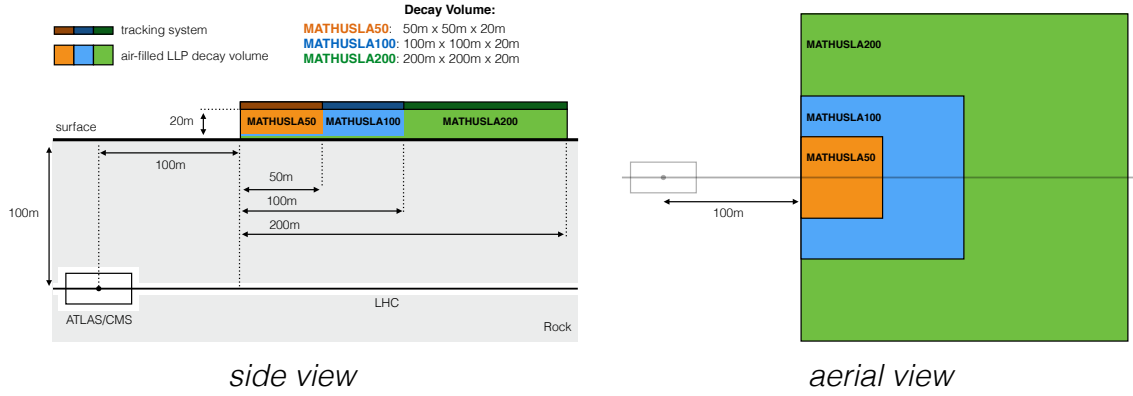 Decay Volume:
tracking system
MATHUSLA50: 50m x 50m x 20m
air-filled LLP decay volume
MATHUSLA100: 100m x 100m x 20m
MATHUSLA200: 200m x 200m x 20m
20m
MATHUSLA50 MATHUSLA100 MATHUSLA200
surface
100m
50m
100m
100m
200m
LHC
ATLAS/CMS
Rock
side view
MATHUSLA200
MATHUSLA100
MATHUSLA50
100m
aerial view